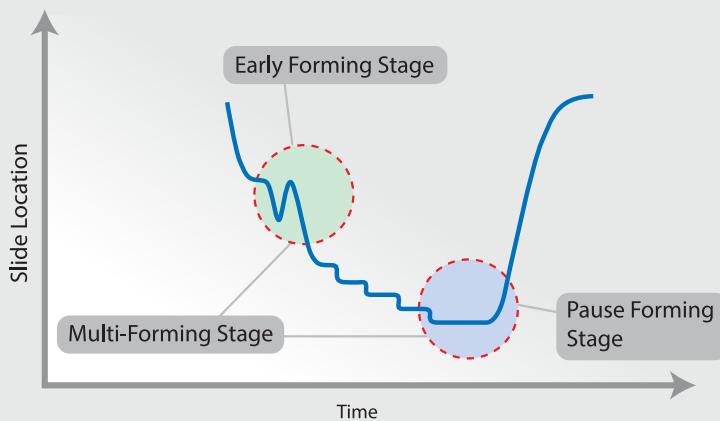 Early Forming Stage
Slide Location
Multi-Forming Stage
Pause Forming
Stage
Time